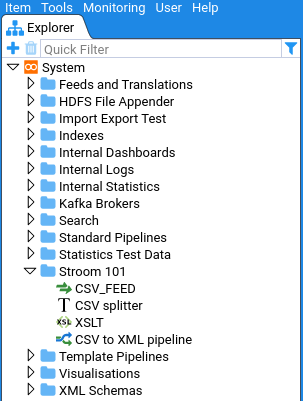 Item Tools Monitoring User Help
Explorer
Quick Filter
System
Feeds and Translations
HDFS File Appender
Import Export Test
Indexes
Internal Dashboards
Internal Logs
Internal Statistics
Kafka Brokers
Search
Standard Pipelines
Statistics Test Data
Stroom 101
CSV_FEED
T CSV splitter
XSL XSLT
CSV to XML pipeline
Template Pipelines
Visualisations
XML Schemas